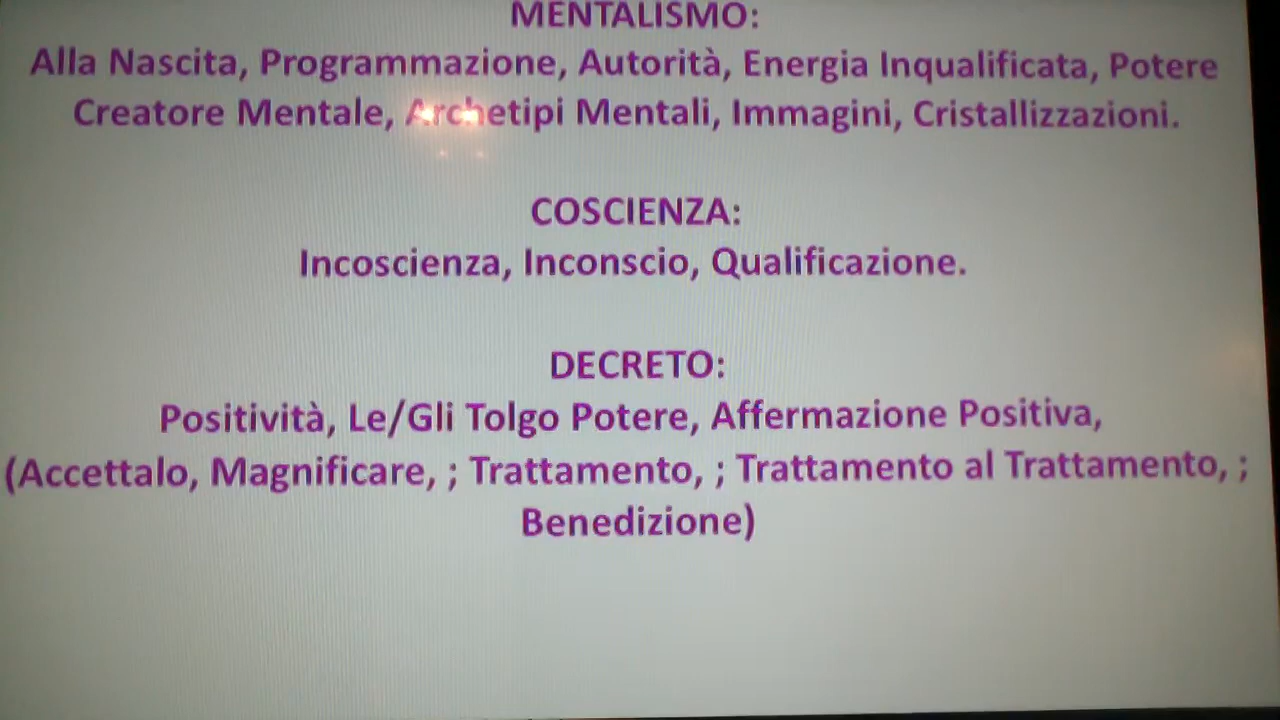 MENTALISMO:
Alla Nascita, Programmazione, Autorità, Energia Inqualificata, Potere
Creatore Mentale, Archetipi Mentali, Immagini, Cristallizzazioni.
COSCIENZA:
Incoscienza, Inconscio, Qualificazione.
DECRETO:
Positività, Le/Gli Tolgo Potere, Affermazione Positiva,
(Accettalo, Magnificare, ; Trattamento, ; Trattamento al Trattamento, ;
Benedizione)